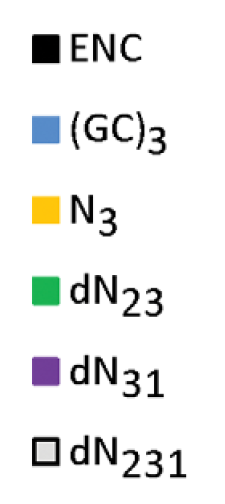 ENC
(GC)₃
N₃
dN₂₃
dN₃₁
dN₂₃₁